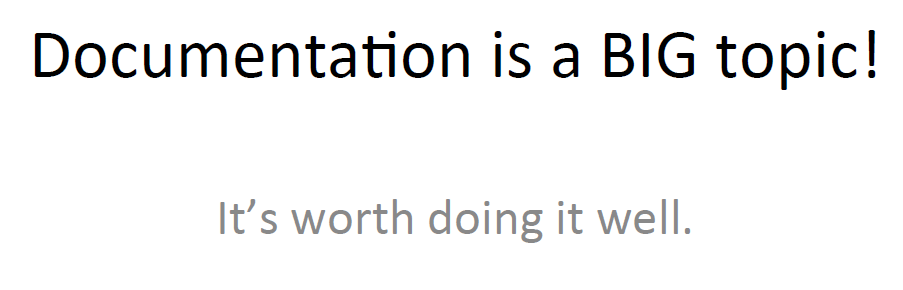 Documentation is a BIG topic!
It’s worth doing it well.